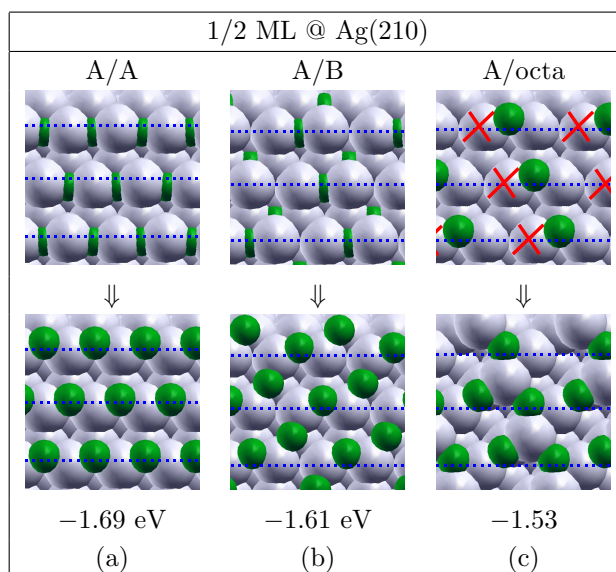 1/2 ML @ Ag(210)
A/A A/B A/octa
⇓ ⇓ ⇓
−1.69 eV −1.61 eV −1.53
(a) (b) (c)